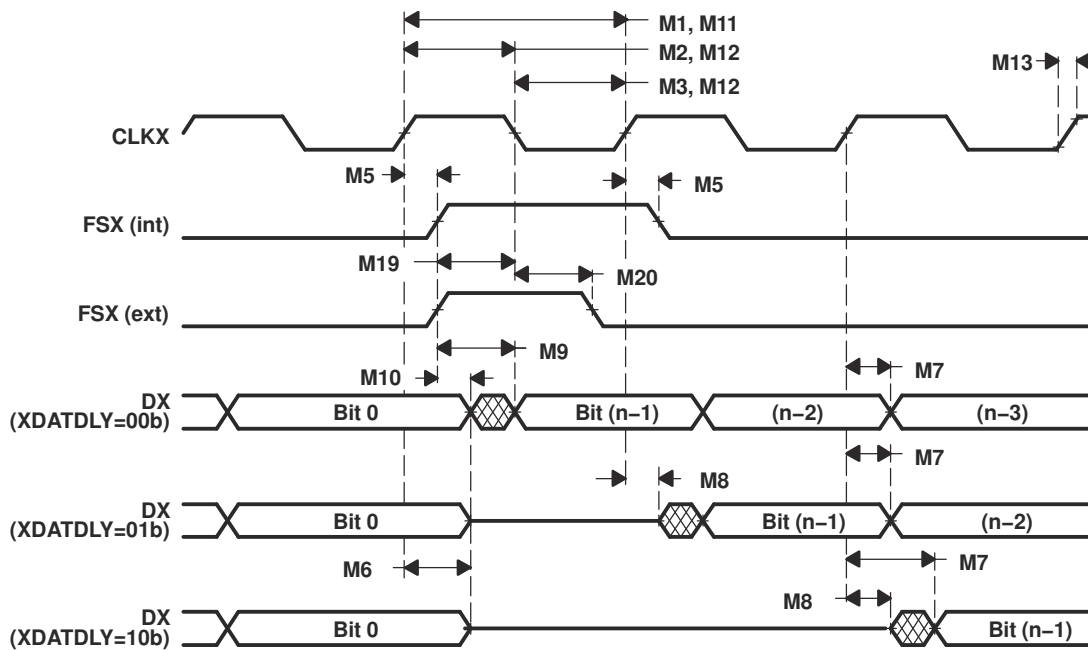 M1, M11
M2, M12
M13
M3, M12
CLKX
M5
M5
FSX (int)
M19
M20
FSX (ext)
M9
M10
M7
DX
(XDATDLY=00b)
Bit 0
Bit (n−1)
(n−2)
(n−3)
M7
M8
DX
(XDATDLY=01b)
Bit 0
Bit (n−1)
(n−2)
M6
M7
M8
DX
(XDATDLY=10b)
Bit 0
Bit (n−1)